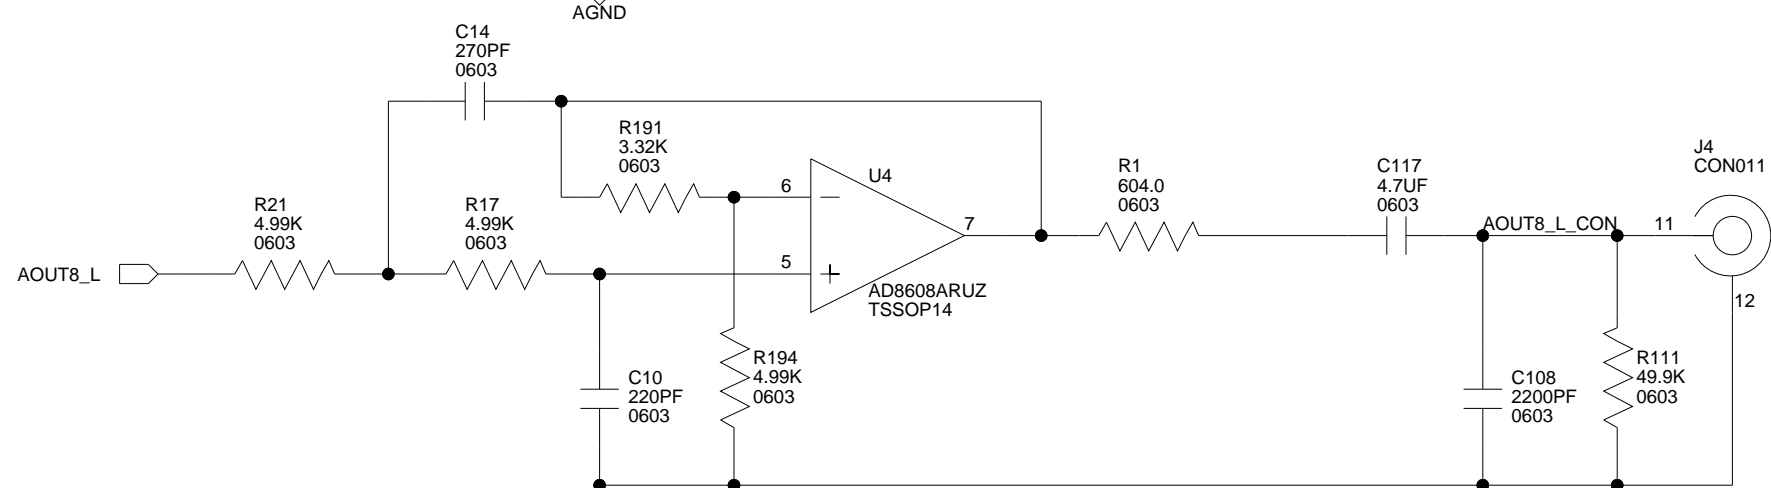 AGND
C14
270PF
0603
R191
3.32K
0603
6
U4
R1
604.0
0603
C117
4.7UF
0603
J4
CON011
R21
4.99K
0603
R17
4.99K
0603
7
AOUT8_L_CON
11
AOUT8_L
5
AD8608ARUZ
TSSOP14
12
C10
220PF
0603
R194
4.99K
0603
C108
2200PF
0603
R111
49.9K
0603